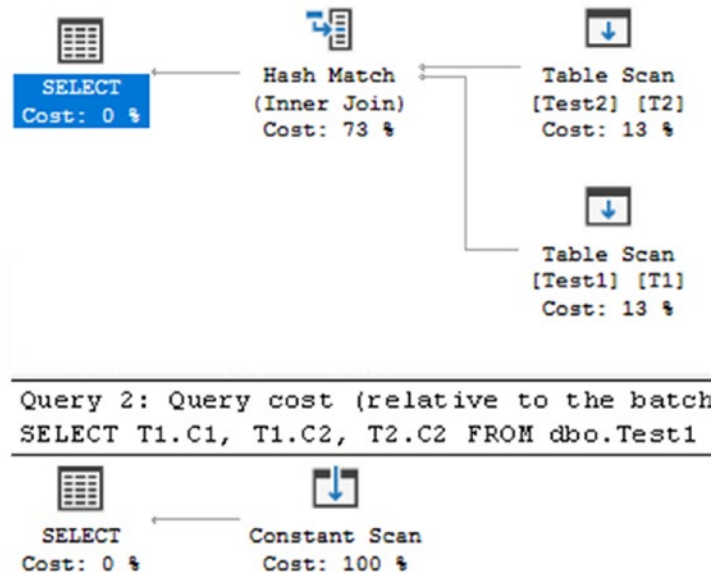 SELECT
Cost: 0 %
Hash Match
(Inner Join)
Cost: 73 %
Table Scan
[Test2] [T2]
Cost: 13 %
Table Scan
[Test1] [T1]
Cost: 13 %
Query 2: Query cost (relative to the batch
SELECT T1.C1, T1.C2, T2.C2 FROM dbo.Test1
SELECT
Cost: 0 %
Constant Scan
Cost: 100 %